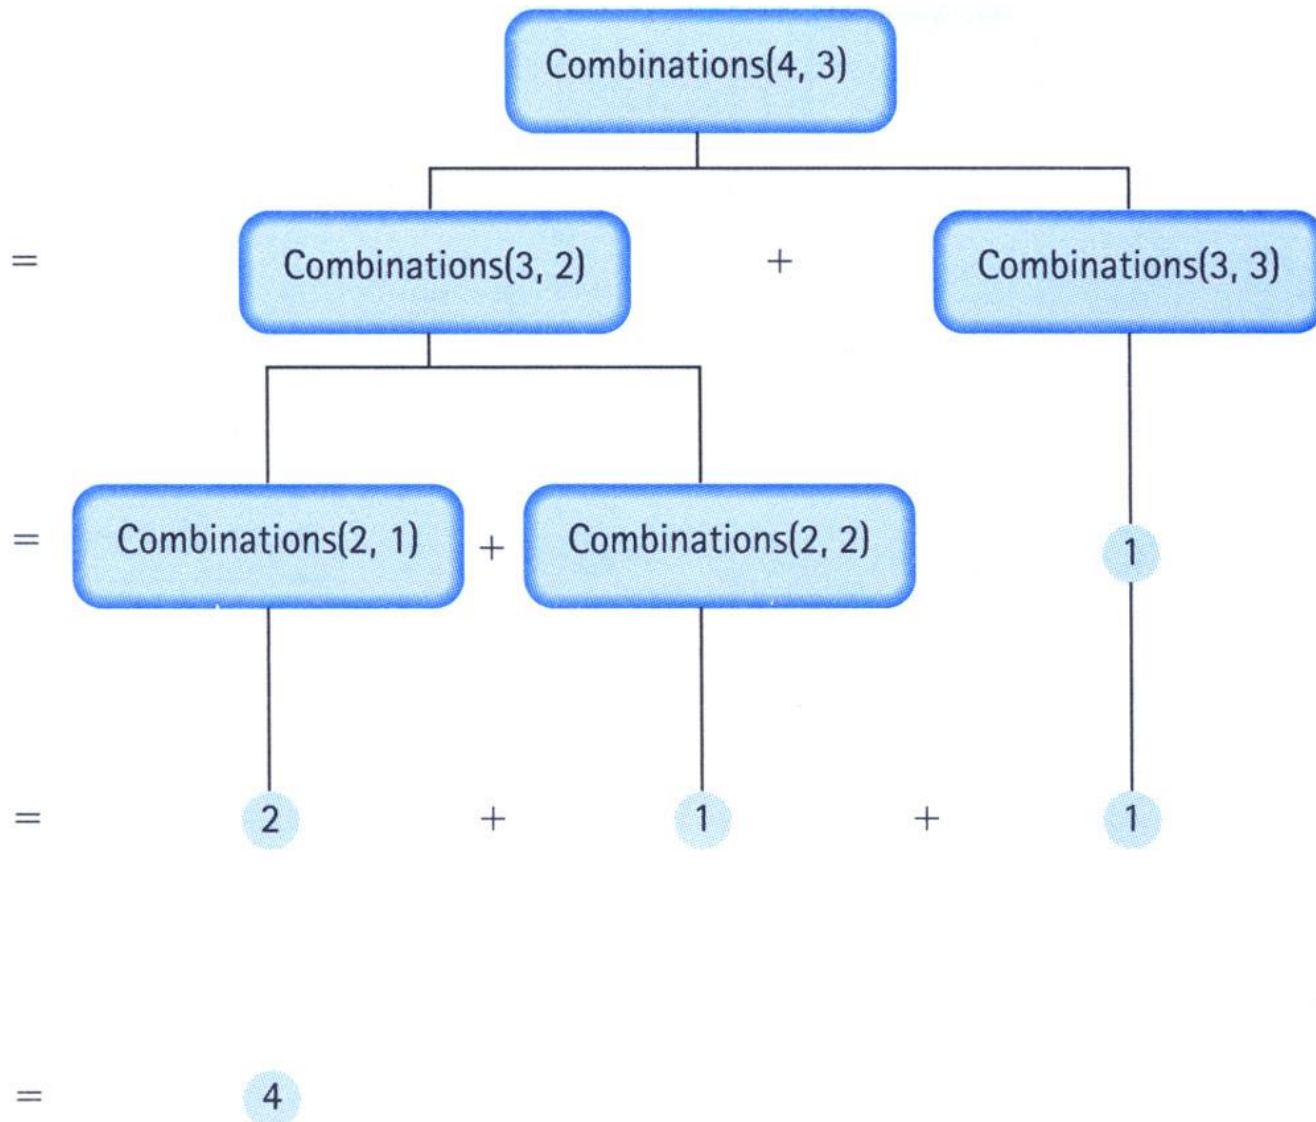 Combinations(4, 3)
= Combinations(3, 2) + Combinations(3, 3)
= Combinations(2, 1) + Combinations(2, 2) 1
= 2 + 1 + 1
= 4